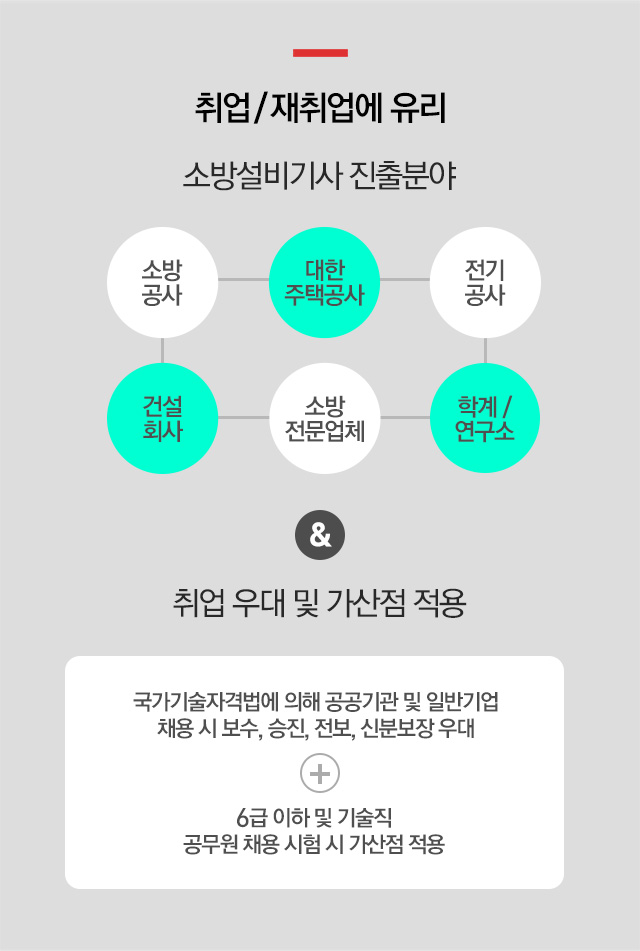 취업/재취업에 유리
소방설비기사 진출분야
소방
공사
대한
주택공사
전기
공사
건설
회사
소방
전문업체
학계 /
연구소
&
취업 우대 및 가산점 적용
국가기술자격법에 의해 공공기관 및 일반기업
채용 시 보수, 승진, 전보, 신분보장 우대
+
6급 이하 및 기술직
공무원 채용 시험 시 가산점 적용